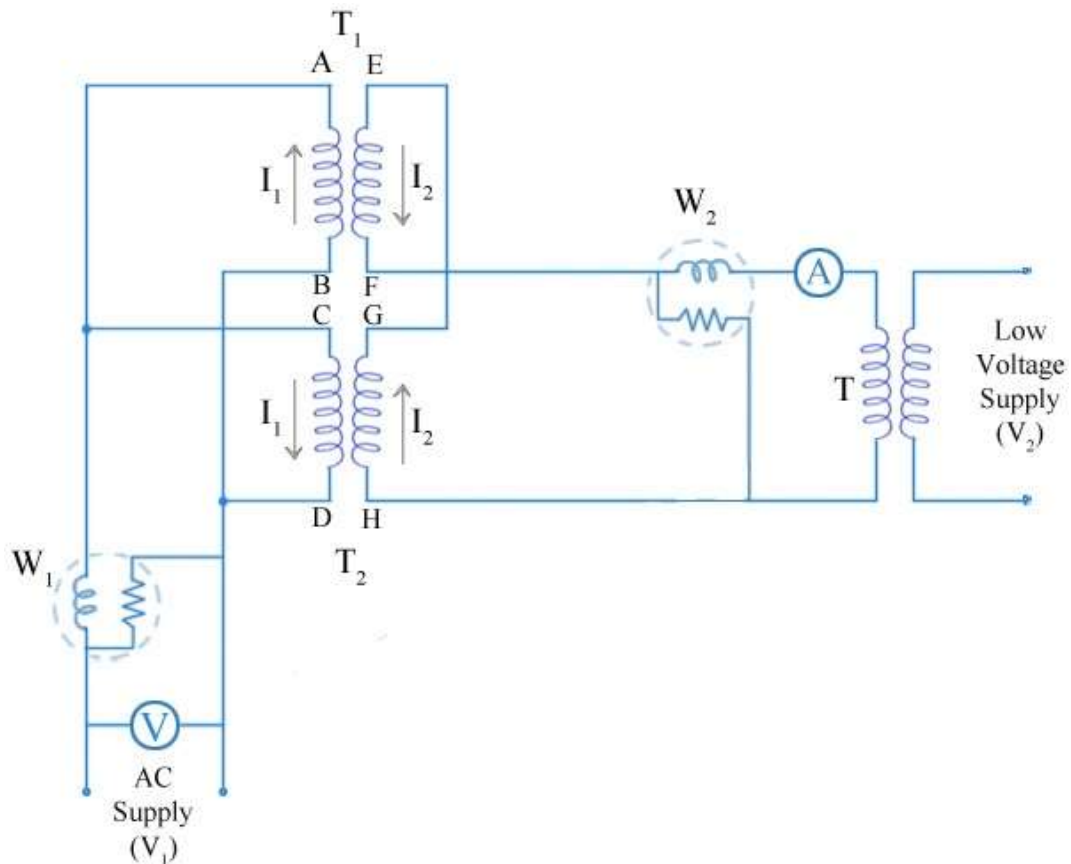 T₁
A E
I₁ I₂
B F
C G
I₁ I₂
D H
T₂
W₂
A
T
Low
Voltage
Supply
(V₂)
W₁
V
AC
Supply
(V₁)